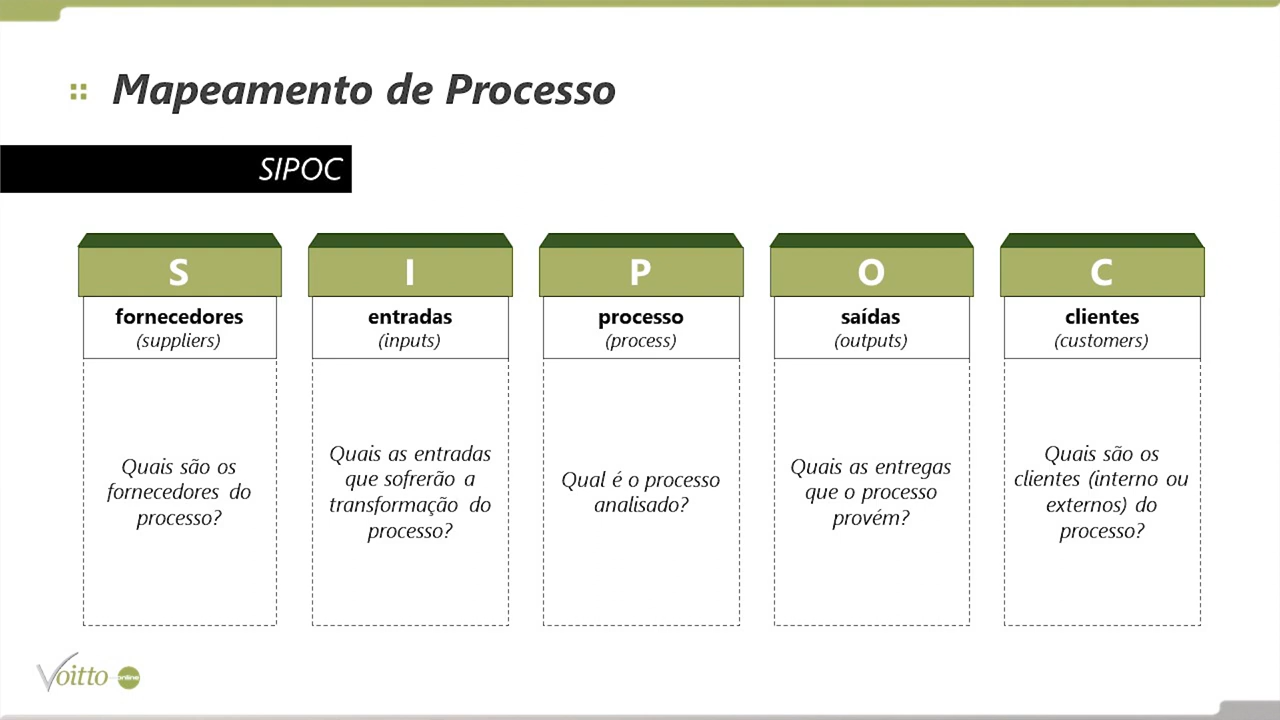 Mapeamento de Processo
SIPOC
S
fornecedores
(suppliers)
Quais são os
fornecedores do
processo?
I
entradas
(inputs)
Quais as entradas
que sofrerão a
transformação do
processo?
P
processo
(process)
Qual é o processo
analisado?
O
saídas
(outputs)
Quais as entregas
que o processo
provém?
C
clientes
(customers)
Quais são os
clientes (interno ou
externos) do
processo?
Voitto online